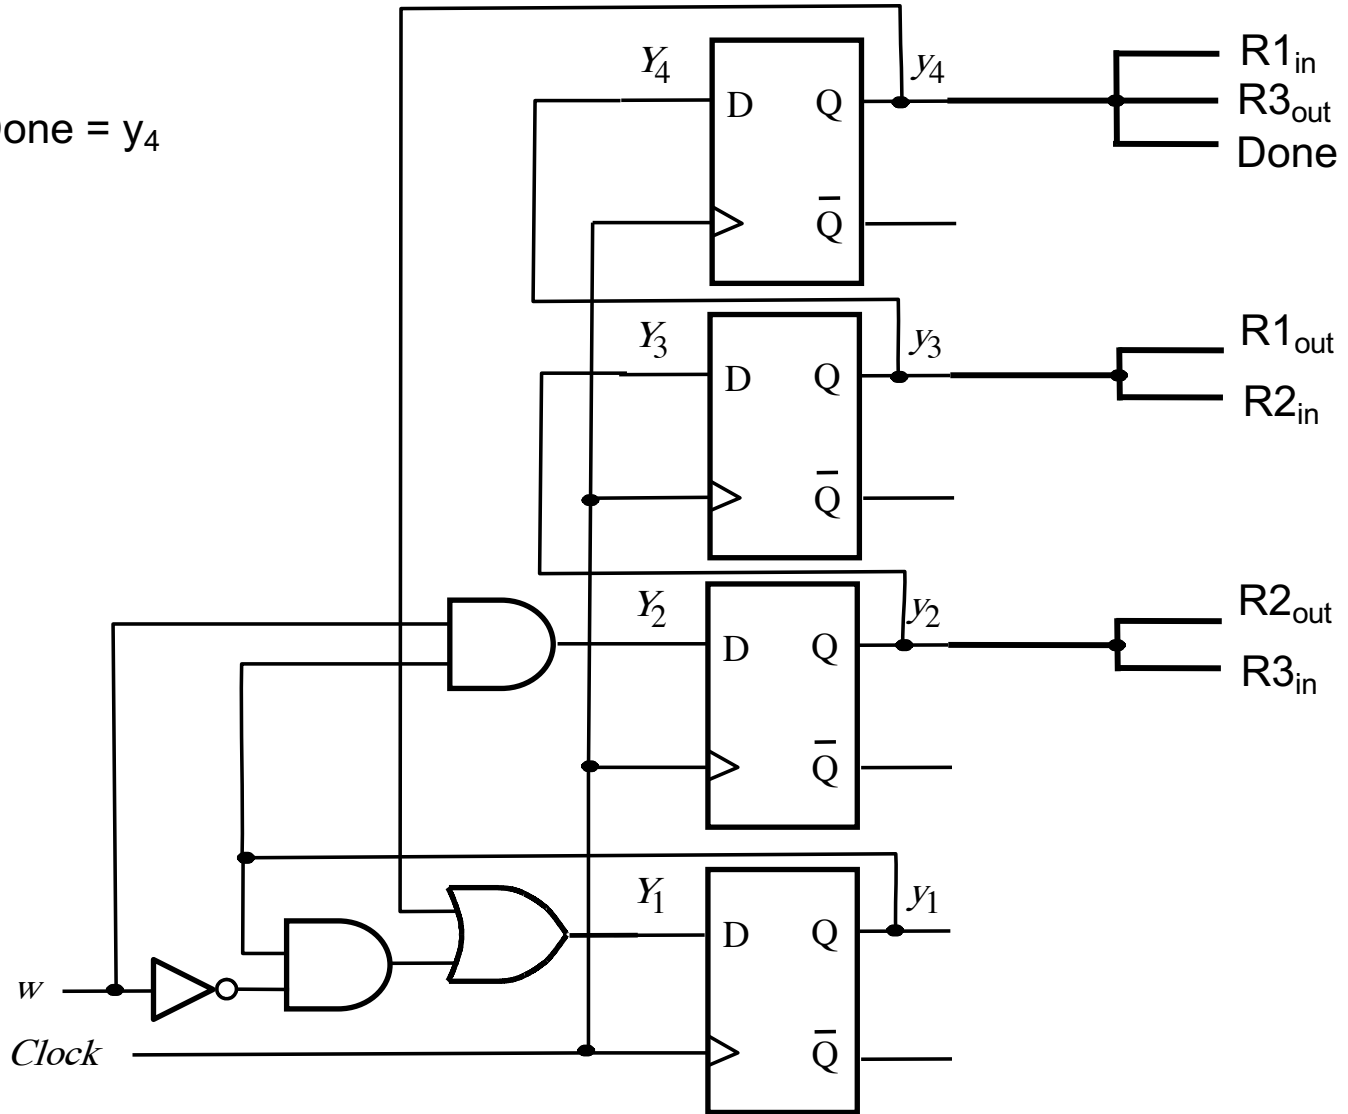 R1in
Y4
y4
D
Q
R3out
one = y4
Done
Q̅
R1out
Y3
y3
D
Q
R2in
Q̅
R2out
Y2
y2
D
Q
R3in
Q̅
Y1
y1
D
Q
w
Clock
Q̅